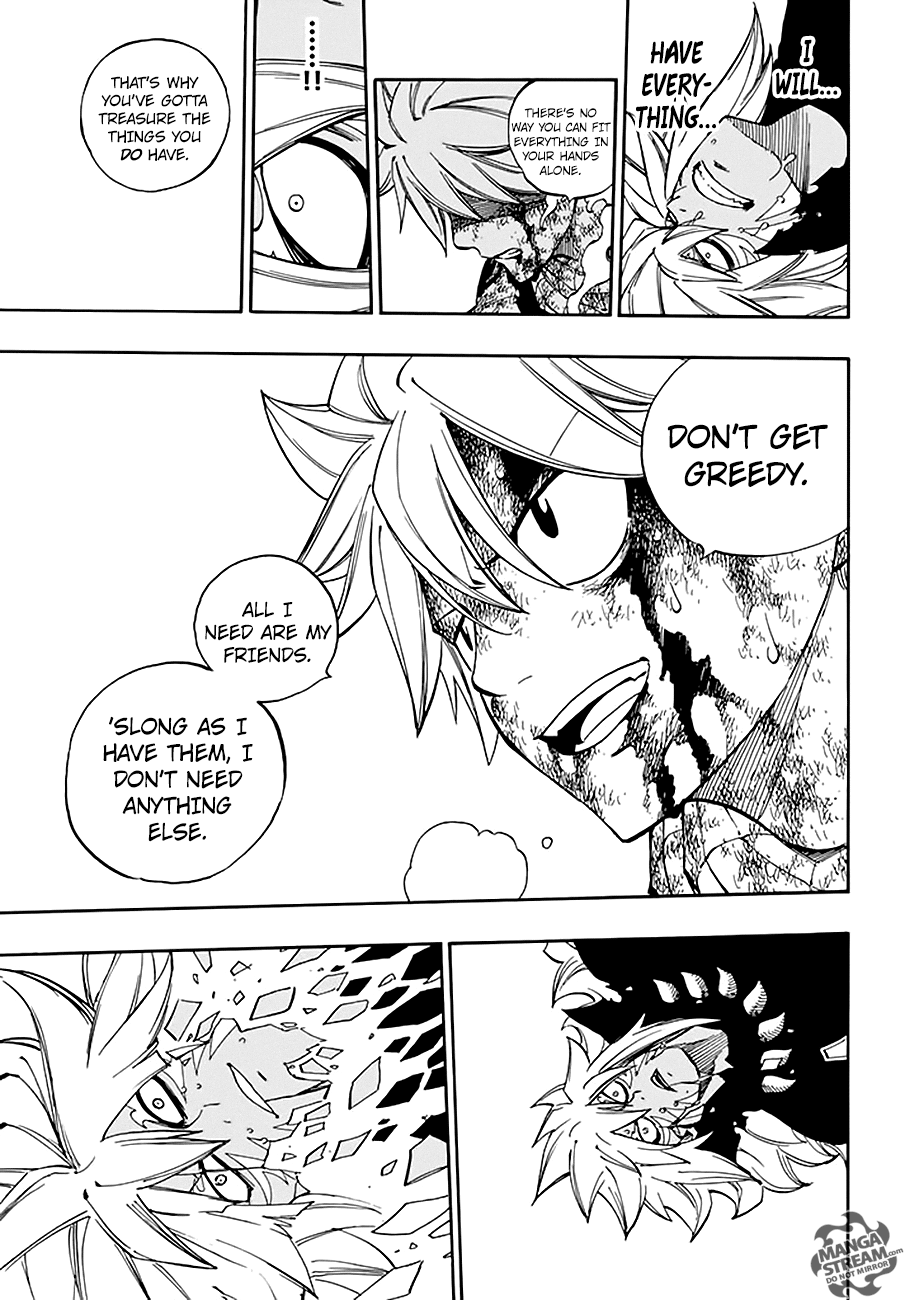 I
WILL...
HAVE
EVERY-
THING...
THERE'S NO
WAY YOU CAN FIT
EVERYTHING IN
YOUR HANDS
ALONE.
......!!
THAT'S WHY
YOU'VE GOTTA
TREASURE THE
THINGS YOU
DO HAVE.
DON'T GET
GREEDY.
ALL I
NEED ARE MY
FRIENDS.
'SLONG AS I
HAVE THEM, I
DON'T NEED
ANYTHING
ELSE.
MANGA
STREAM.COM
DO NOT MIRROR